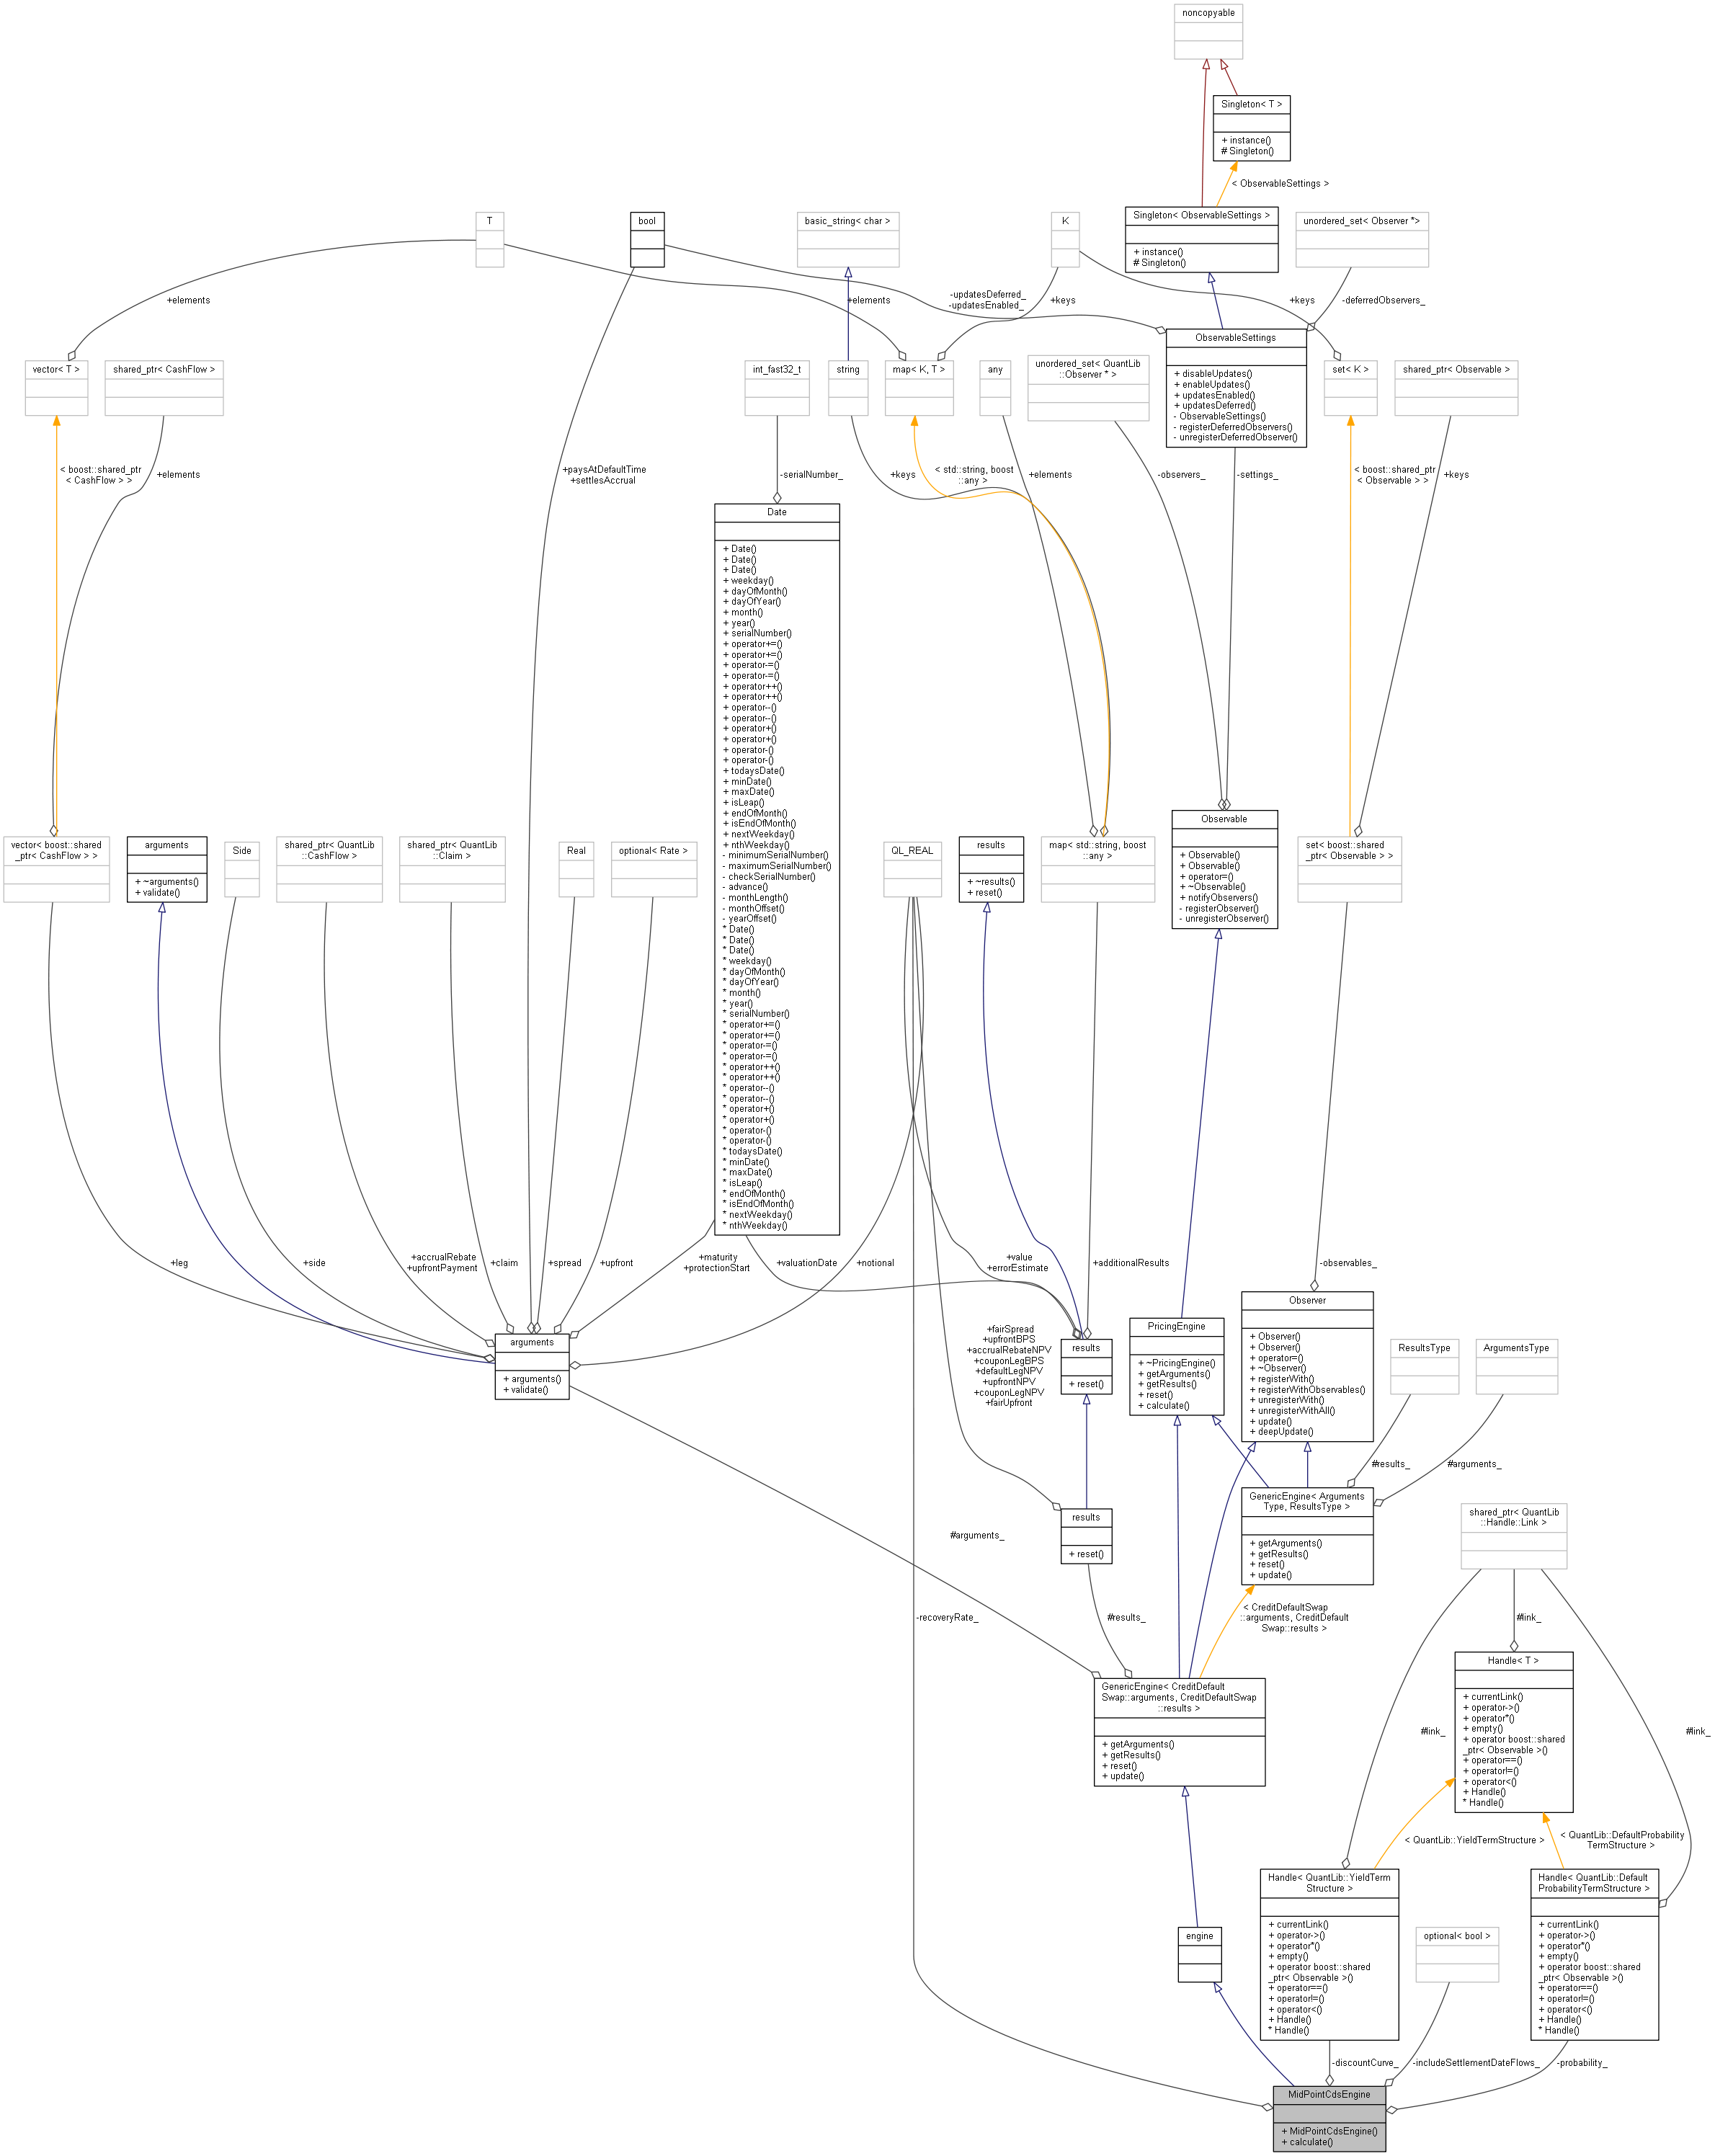 noncopyable
Singleton< T >
+ instance()
# Singleton()
< ObservableSettings >
T
bool
basic_string< char >
K
Singleton< ObservableSettings >
+ instance()
# Singleton()
unordered_set< Observer *>
+elements
+elements
-updatesDeferred_
-updatesEnabled_
+keys
+keys
-deferredObservers_
vector< T >
shared_ptr< CashFlow >
int_fast32_t
string
map< K, T >
any
unordered_set< QuantLib
::Observer * >
ObservableSettings
+ disableUpdates()
+ enableUpdates()
+ updatesEnabled()
+ updatesDeferred()
- ObservableSettings()
- registerDeferredObservers()
- unregisterDeferredObserver()
set< K >
shared_ptr< Observable >
< boost::shared_ptr
< CashFlow > >
+elements
+paysAtDefaultTime
+settlesAccrual
-serialNumber_
+keys
< std::string, boost
::any >
+elements
-observers_
-settings_
< boost::shared_ptr
< Observable > >
+keys
Date
+ Date()
+ Date()
+ Date()
+ weekday()
+ dayOfMonth()
+ dayOfYear()
+ month()
+ year()
+ serialNumber()
+ operator+=()
+ operator+=()
+ operator-=()
+ operator-=()
+ operator++()
+ operator++()
+ operator--()
+ operator--()
+ operator+()
+ operator+()
+ operator-()
+ operator-()
+ todaysDate()
+ minDate()
+ maxDate()
+ isLeap()
+ endOfMonth()
+ isEndOfMonth()
+ nextWeekday()
+ nthWeekday()
- minimumSerialNumber()
- maximumSerialNumber()
- checkSerialNumber()
- advance()
- monthLength()
- monthOffset()
- yearOffset()
* Date()
* Date()
* Date()
* weekday()
* dayOfMonth()
* dayOfYear()
* month()
* year()
* serialNumber()
* operator+=()
* operator+=()
* operator-=()
* operator-=()
* operator++()
* operator++()
* operator--()
* operator--()
* operator+()
* operator+()
* operator-()
* operator-()
* todaysDate()
* minDate()
* maxDate()
* isLeap()
* endOfMonth()
* isEndOfMonth()
* nextWeekday()
* nthWeekday()
vector< boost::shared
_ptr< CashFlow > >
arguments
+ ~arguments()
+ validate()
Side
shared_ptr< QuantLib
::CashFlow >
shared_ptr< QuantLib
::Claim >
Real
optional< Rate >
QL_REAL
results
+ ~results()
+ reset()
map< std::string, boost
::any >
Observable
+ Observable()
+ Observable()
+ operator=()
+ ~Observable()
+ notifyObservers()
- registerObserver()
- unregisterObserver()
set< boost::shared
_ptr< Observable > >
+leg
+side
+accrualRebate
+upfrontPayment
+claim
+spread
+upfront
+maturity
+protectionStart
+valuationDate
+notional
+value
+errorEstimate
+additionalResults
-observables_
arguments
+ arguments()
+ validate()
+fairSpread
+upfrontBPS
+accrualRebateNPV
+couponLegBPS
+defaultLegNPV
+upfrontNPV
+couponLegNPV
+fairUpfront
results
+ reset()
PricingEngine
+ ~PricingEngine()
+ getArguments()
+ getResults()
+ reset()
+ calculate()
Observer
+ Observer()
+ Observer()
+ operator=()
+ ~Observer()
+ registerWith()
+ registerWithObservables()
+ unregisterWith()
+ unregisterWithAll()
+ update()
+ deepUpdate()
ResultsType
ArgumentsType
#results_
#arguments_
results
+ reset()
GenericEngine< Arguments
Type, ResultsType >
+ getArguments()
+ getResults()
+ reset()
+ update()
shared_ptr< QuantLib
::Handle::Link >
#arguments_
-recoveryRate_
#results_
< CreditDefaultSwap
::arguments, CreditDefault
Swap::results >
#link_
GenericEngine< CreditDefault
Swap::arguments, CreditDefaultSwap
::results >
+ getArguments()
+ getResults()
+ reset()
+ update()
Handle< T >
+ currentLink()
+ operator->()
+ operator*()
+ empty()
+ operator boost::shared
_ptr< Observable >()
+ operator==()
+ operator!=()
+ operator<()
+ Handle()
* Handle()
#link_
#link_
< QuantLib::YieldTermStructure >
< QuantLib::DefaultProbability
TermStructure >
engine
Handle< QuantLib::YieldTerm
Structure >
+ currentLink()
+ operator->()
+ operator*()
+ empty()
+ operator boost::shared
_ptr< Observable >()
+ operator==()
+ operator!=()
+ operator<()
+ Handle()
* Handle()
optional< bool >
Handle< QuantLib::Default
ProbabilityTermStructure >
+ currentLink()
+ operator->()
+ operator*()
+ empty()
+ operator boost::shared
_ptr< Observable >()
+ operator==()
+ operator!=()
+ operator<()
+ Handle()
* Handle()
-discountCurve_
-includeSettlementDateFlows_
-probability_
MidPointCdsEngine
+ MidPointCdsEngine()
+ calculate()